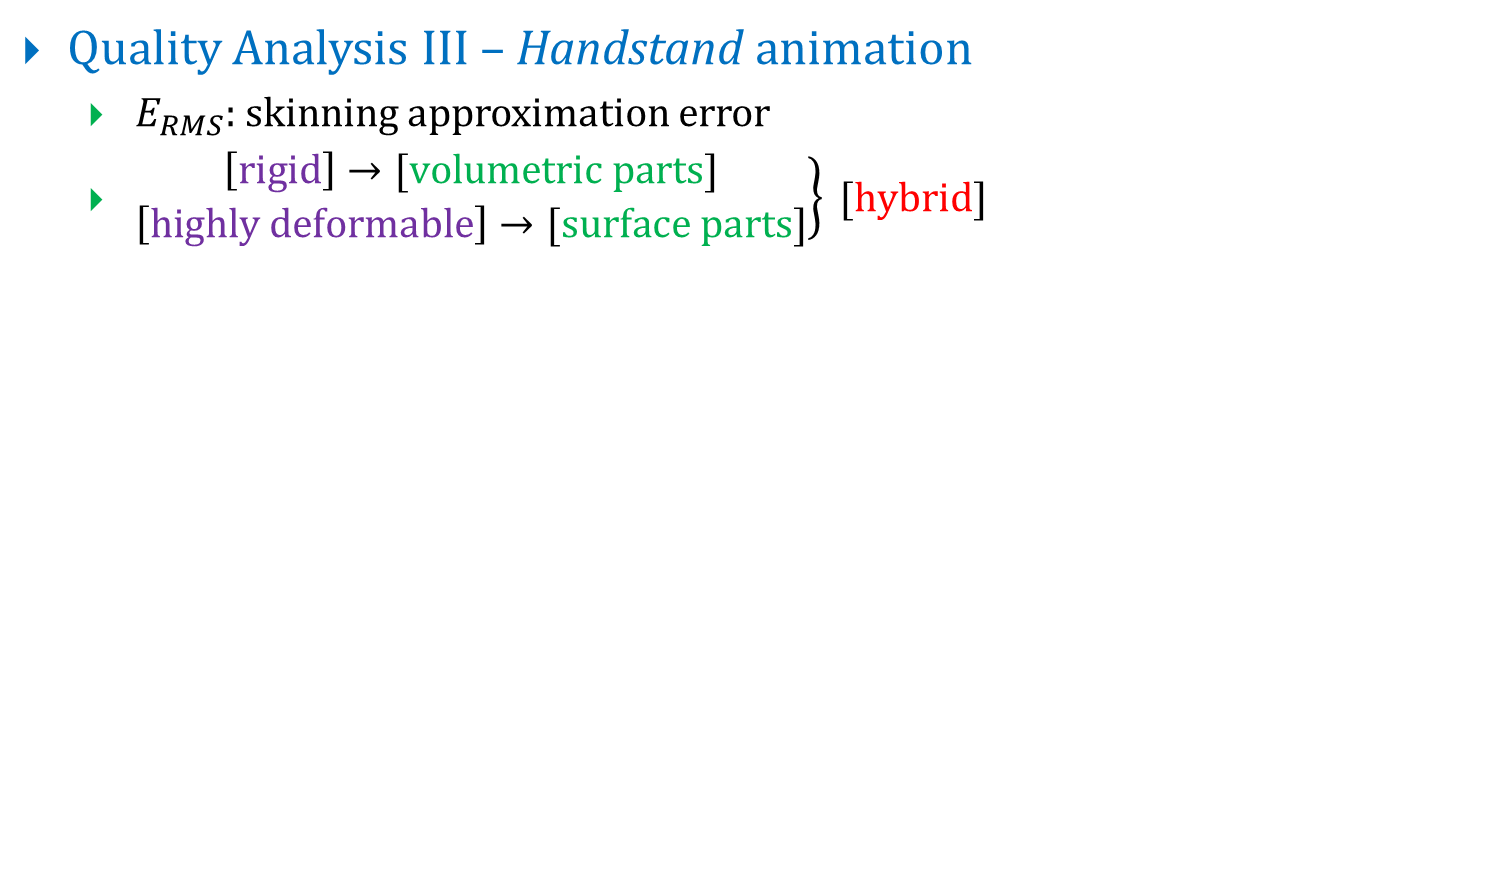 Quality Analysis III – Handstand animation
E_RMS: skinning approximation error
[rigid] → [volumetric parts]
[highly deformable] → [surface parts]} [hybrid]